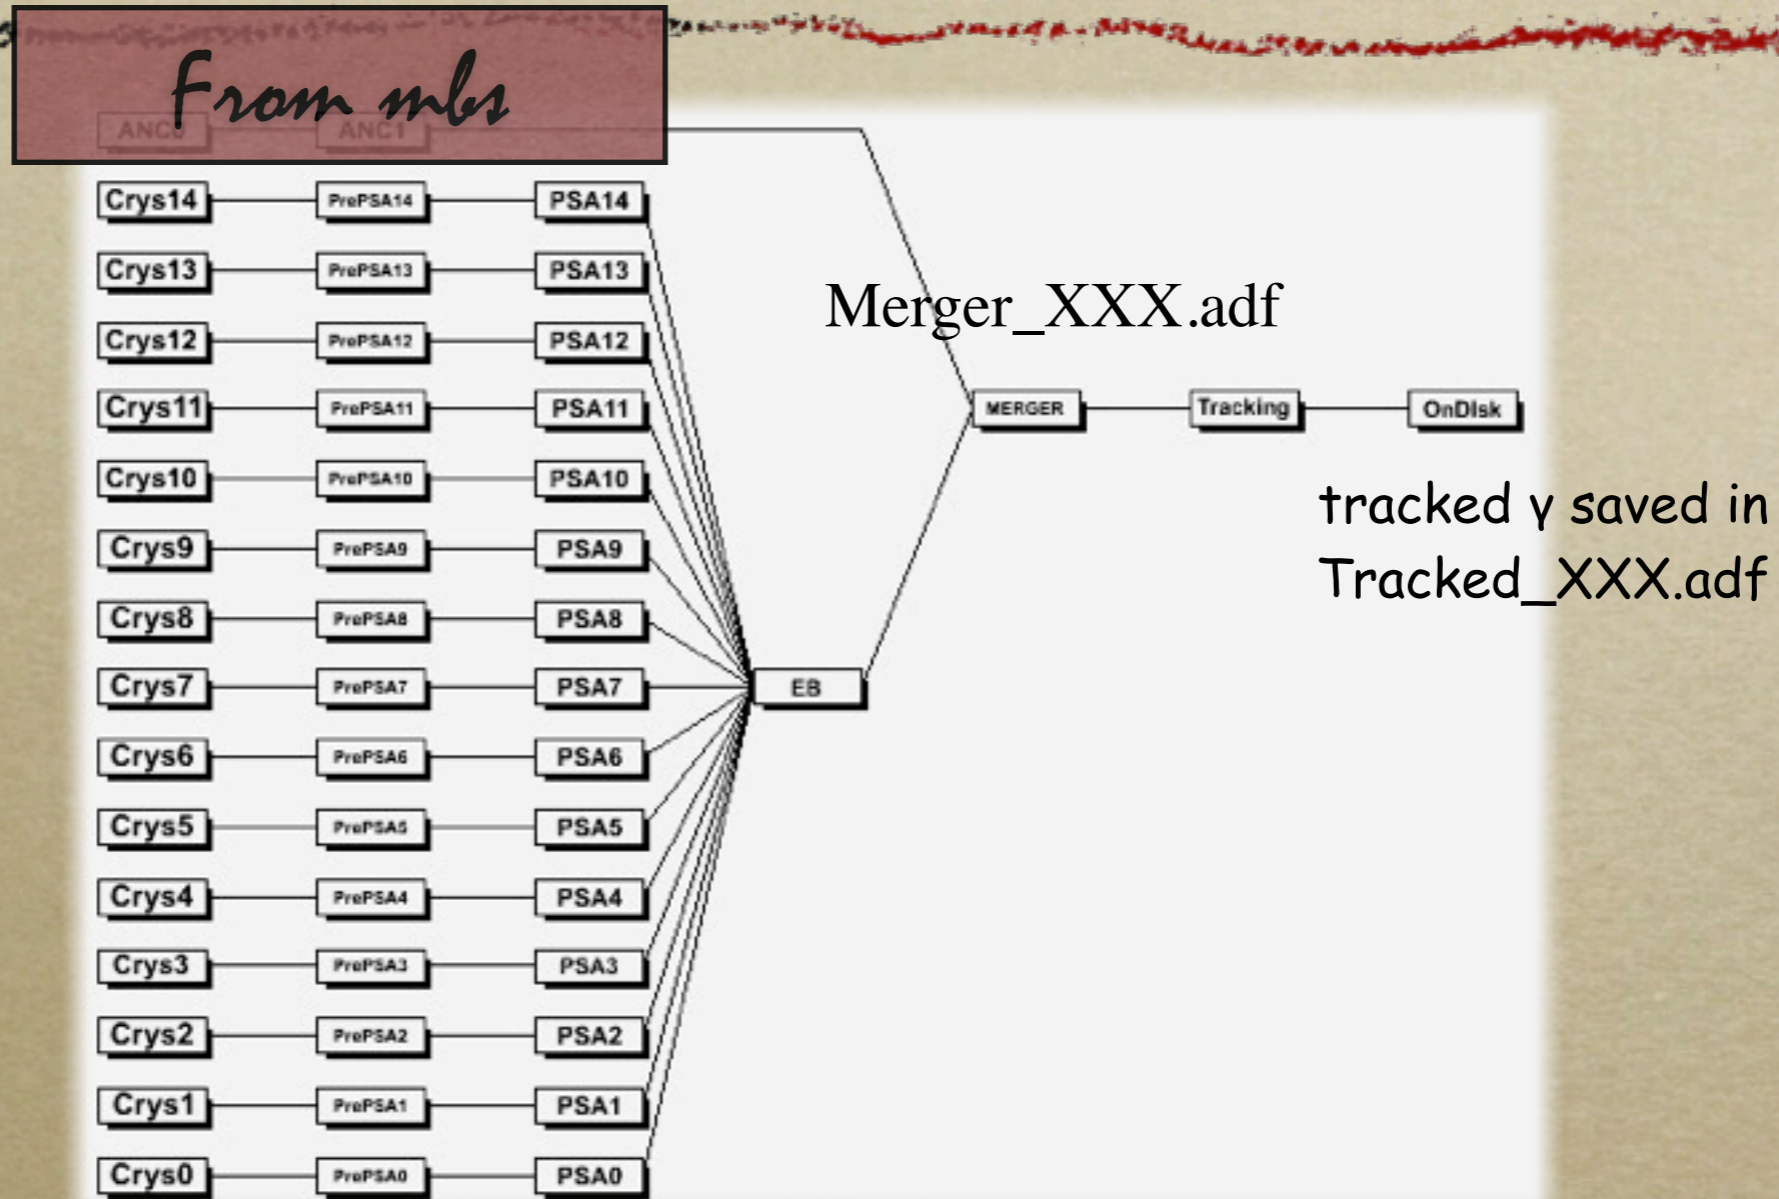 From mbs
ANC0 ANC1
Crys14 PrePSA14 PSA14
Crys13 PrePSA13 PSA13
Merger_XXX.adf
Crys12 PrePSA12 PSA12
Crys11 PrePSA11 PSA11 MERGER Tracking OnDIsk
Crys10 PrePSA10 PSA10
tracked γ saved in
Crys9 PrePSA9 PSA9
Tracked_XXX.adf
Crys8 PrePSA8 PSA8
Crys7 PrePSA7 PSA7 EB
Crys6 PrePSA6 PSA6
Crys5 PrePSA5 PSA5
Crys4 PrePSA4 PSA4
Crys3 PrePSA3 PSA3
Crys2 PrePSA2 PSA2
Crys1 PrePSA1 PSA1
Crys0 PrePSA0 PSA0